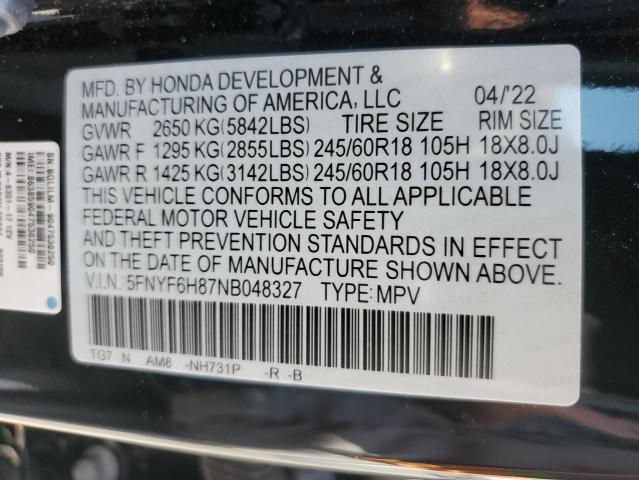 MFD. BY HONDA DEVELOPMENT &
MANUFACTURING OF AMERICA, LLC 04/'22
GVWR 2650 KG(5842LBS) TIRE SIZE RIM SIZE
GAWR F 1295 KG(2855LBS) 245/60R18 105H 18X8.0J
GAWR R 1425 KG(3142LBS) 245/60R18 105H 18X8.0J
THIS VEHICLE CONFORMS TO ALL APPLICABLE
FEDERAL MOTOR VEHICLE SAFETY
AND THEFT PREVENTION STANDARDS IN EFFECT
ON THE DATE OF MANUFACTURE SHOWN ABOVE.
V.I.N.: 5FNYF6H87NB048327 TYPE: MPV
TG7 N AM8 -NH731P -R -B